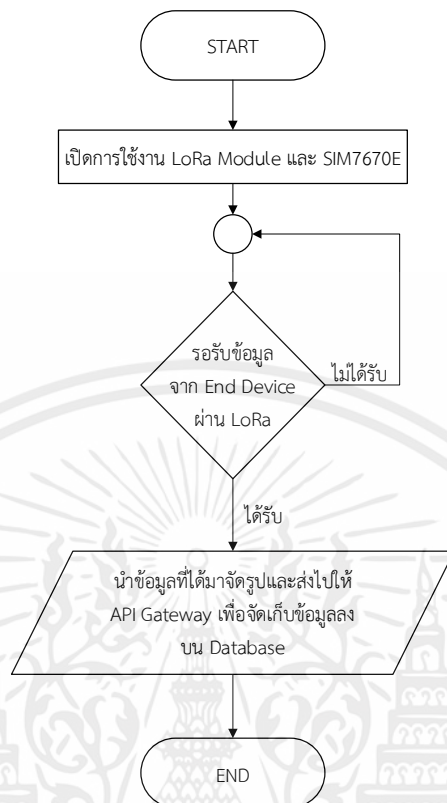 START
เปิดการใช้งาน LoRa Module และ SIM7670E
รอรับข้อมูล
จาก End Device
ผ่าน LoRa
ไม่ได้รับ
ได้รับ
นำข้อมูลที่ได้มาจัดรูปและส่งไปให้
API Gateway เพื่อจัดเก็บข้อมูลลง
บน Database
END